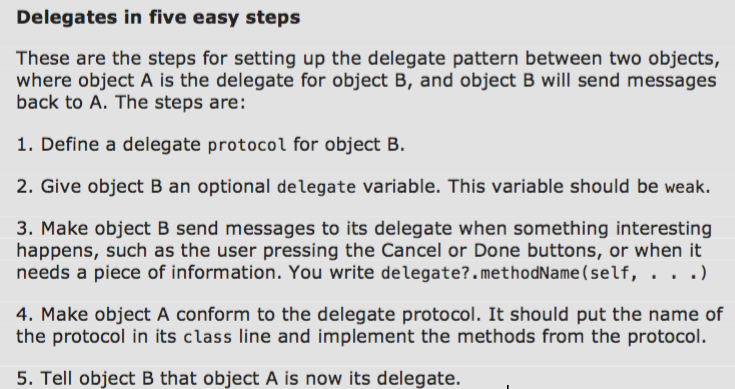 Delegates in five easy steps
These are the steps for setting up the delegate pattern between two objects,
where object A is the delegate for object B, and object B will send messages
back to A. The steps are:
1. Define a delegate protocol for object B.
2. Give object B an optional delegate variable. This variable should be weak.
3. Make object B send messages to its delegate when something interesting
happens, such as the user pressing the Cancel or Done buttons, or when it
needs a piece of information. You write delegate?.methodName(self, . . .)
4. Make object A conform to the delegate protocol. It should put the name of
the protocol in its class line and implement the methods from the protocol.
5. Tell object B that object A is now its delegate.